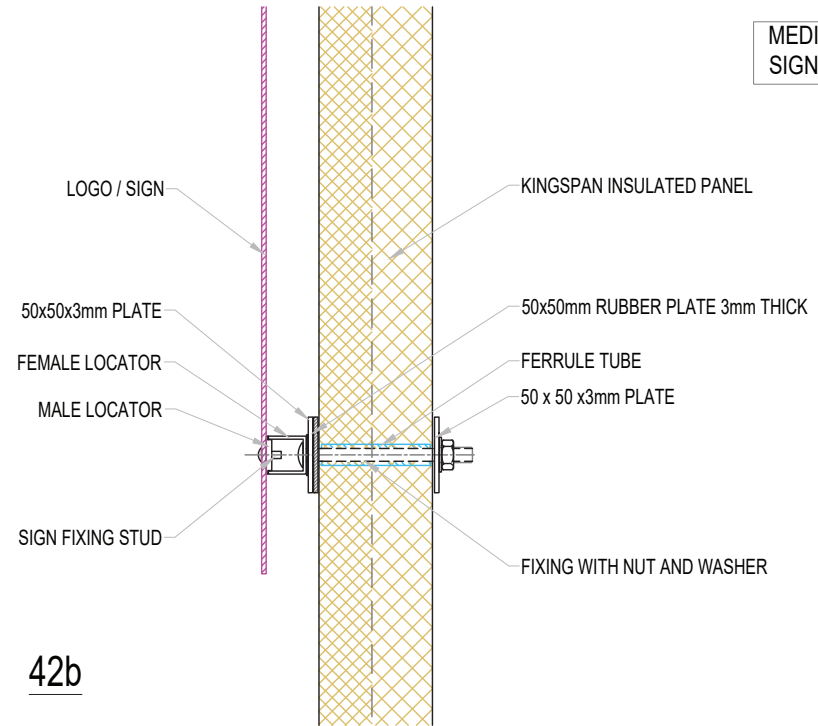 MEDI
SIGN
LOGO / SIGN
KINGSPAN INSULATED PANEL
50x50x3mm PLATE
50x50mm RUBBER PLATE 3mm THICK
FEMALE LOCATOR
FERRULE TUBE
MALE LOCATOR
50 x 50 x3mm PLATE
SIGN FIXING STUD
FIXING WITH NUT AND WASHER
42b